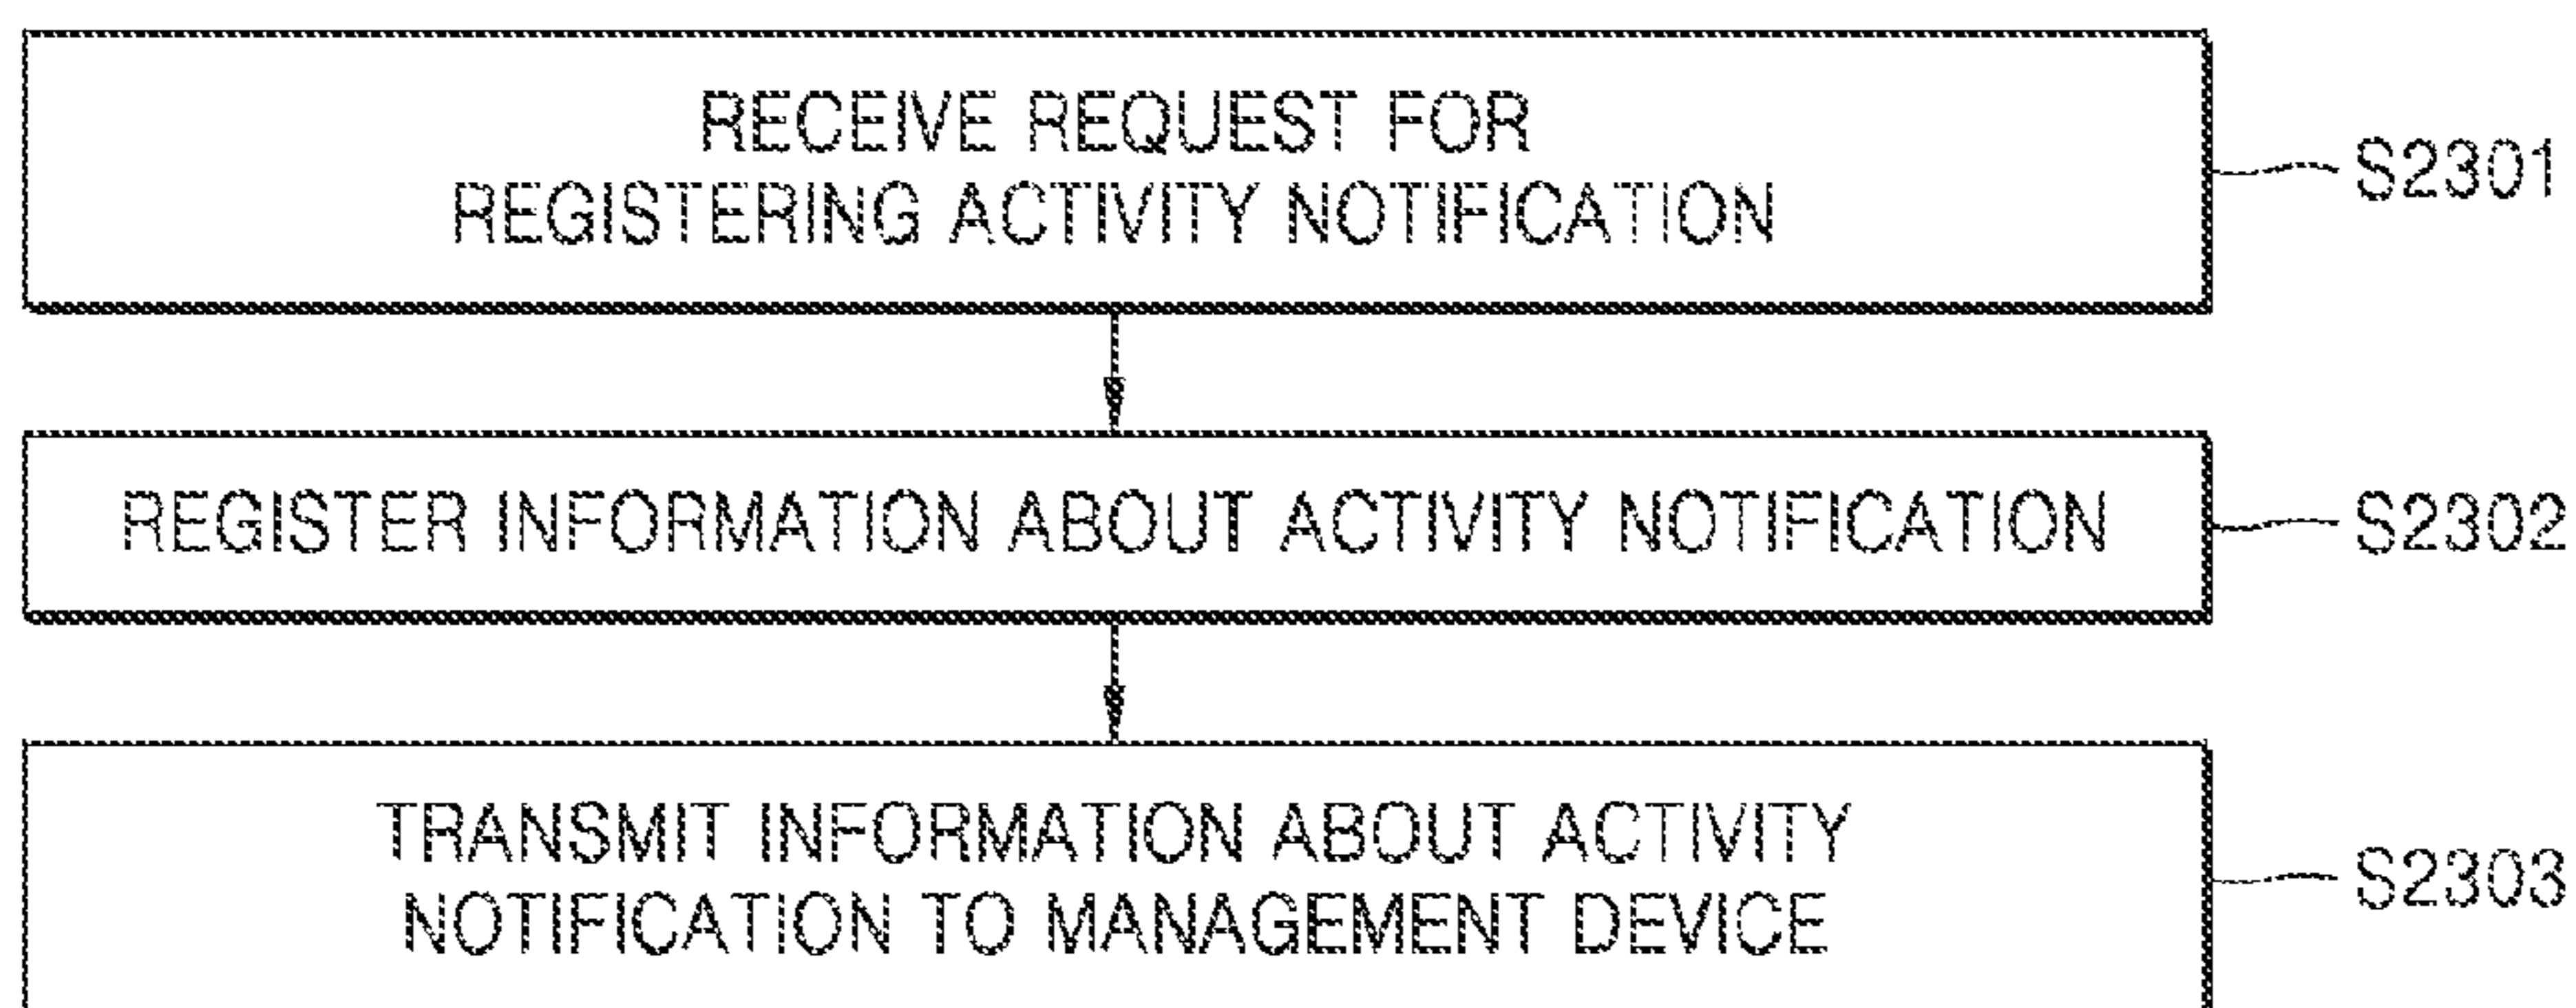 RECEIVE REQUEST FOR
REGISTERING ACTIVITY NOTIFICATION
S2301
REGISTER INFORMATION ABOUT ACTIVITY NOTIFICATION
S2302
TRANSMIT INFORMATION ABOUT ACTIVITY
NOTIFICATION TO MANAGEMENT DEVICE
S2303